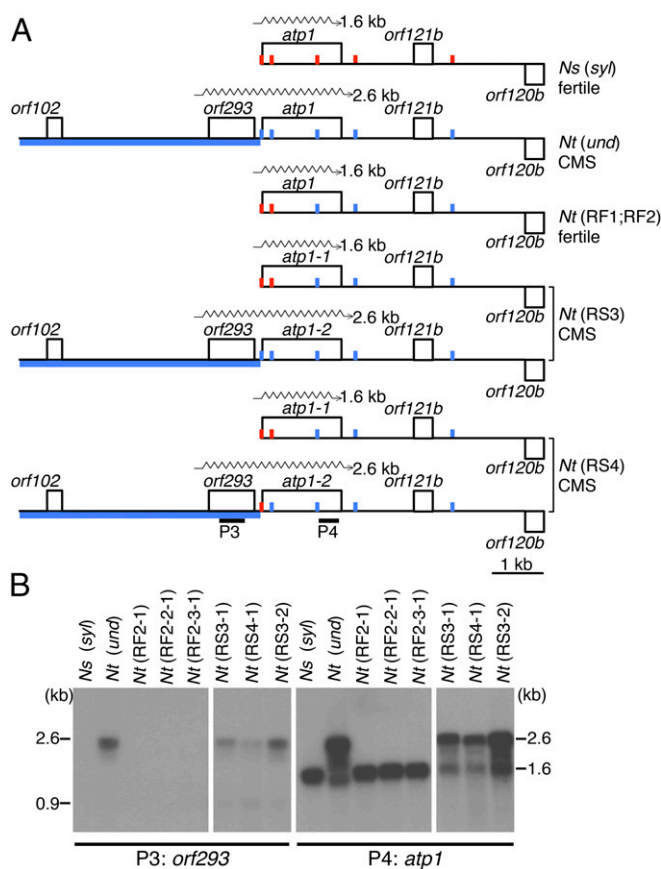 A
1.6 kb
atp1
orf121b
orf120b
Ns (syl)
fertile
2.6 kb
orf102
orf293
atp1
orf121b
orf120b
Nt (und)
CMS
1.6 kb
atp1
orf121b
orf120b
Nt (RF1;RF2)
fertile
1.6 kb
atp1-1
orf121b
orf120b
2.6 kb
orf102
orf293
atp1-2
orf121b
orf120b
Nt (RS3)
CMS
1.6 kb
atp1-1
orf121b
orf120b
2.6 kb
orf102
orf293
atp1-2
orf121b
orf120b
Nt (RS4)
CMS
P3
P4
1 kb
B
Ns (syl)
Nt (und)
Nt (RF2-1)
Nt (RF2-2-1)
Nt (RF2-3-1)
Nt (RS3-1)
Nt (RS4-1)
Nt (RS3-2)
Ns (syl)
Nt (und)
Nt (RF2-1)
Nt (RF2-2-1)
Nt (RF2-3-1)
Nt (RS3-1)
Nt (RS4-1)
Nt (RS3-2)
(kb)
2.6
0.9
(kb)
2.6
1.6
P3: orf293
P4: atp1